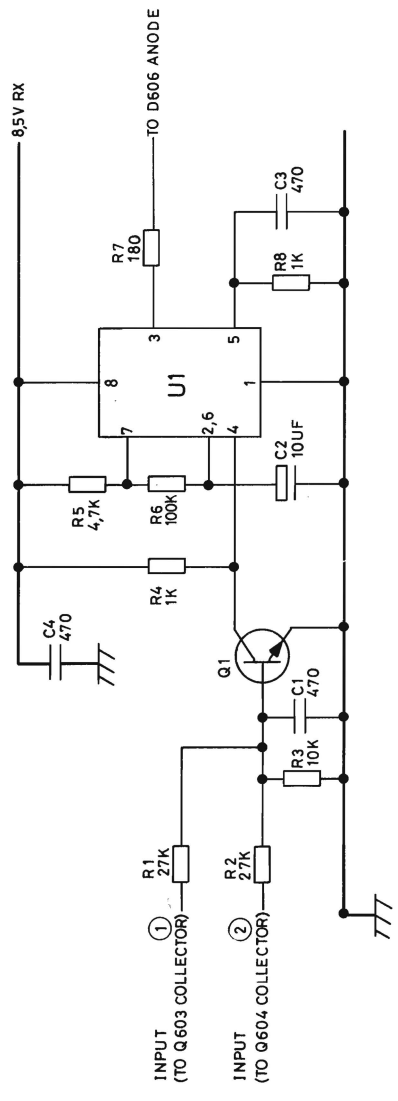 8,5V RX
TO D606 ANODE
C4
470
R5
4,7K
R7
180
8
3
7
U1
R4
1K
R6
100K
2,6
4
5
1
C3
470
R8
1K
C2
10UF
Q1
R1
27K
INPUT ①
(TO Q603 COLLECTOR)
R2
27K
INPUT ②
(TO Q604 COLLECTOR)
C1
470
R3
10K